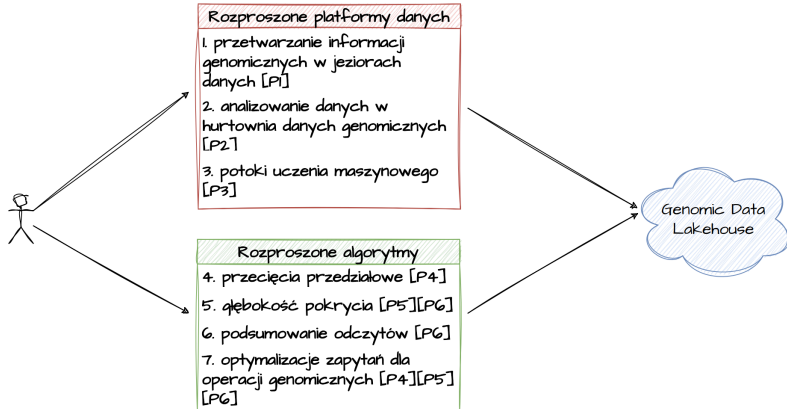 Rozproszone platformy danych
1. przetwarzanie informacji
genomicznych w jeziorach
danych [P1]
2. analizowanie danych w
hurtownia danych genomicznych
[P2]
3. potoki uczenia maszynowego
[P3]
Rozproszone algorytmy
4. przecięcia przedziałowe [P4]
5. głębokość pokrycia [P5][P6]
6. podsumowanie odczytów [P6]
7. optymalizacje zapytań dla
operacji genomicznych [P4][P5]
[P6]
Genomic Data
Lakehouse